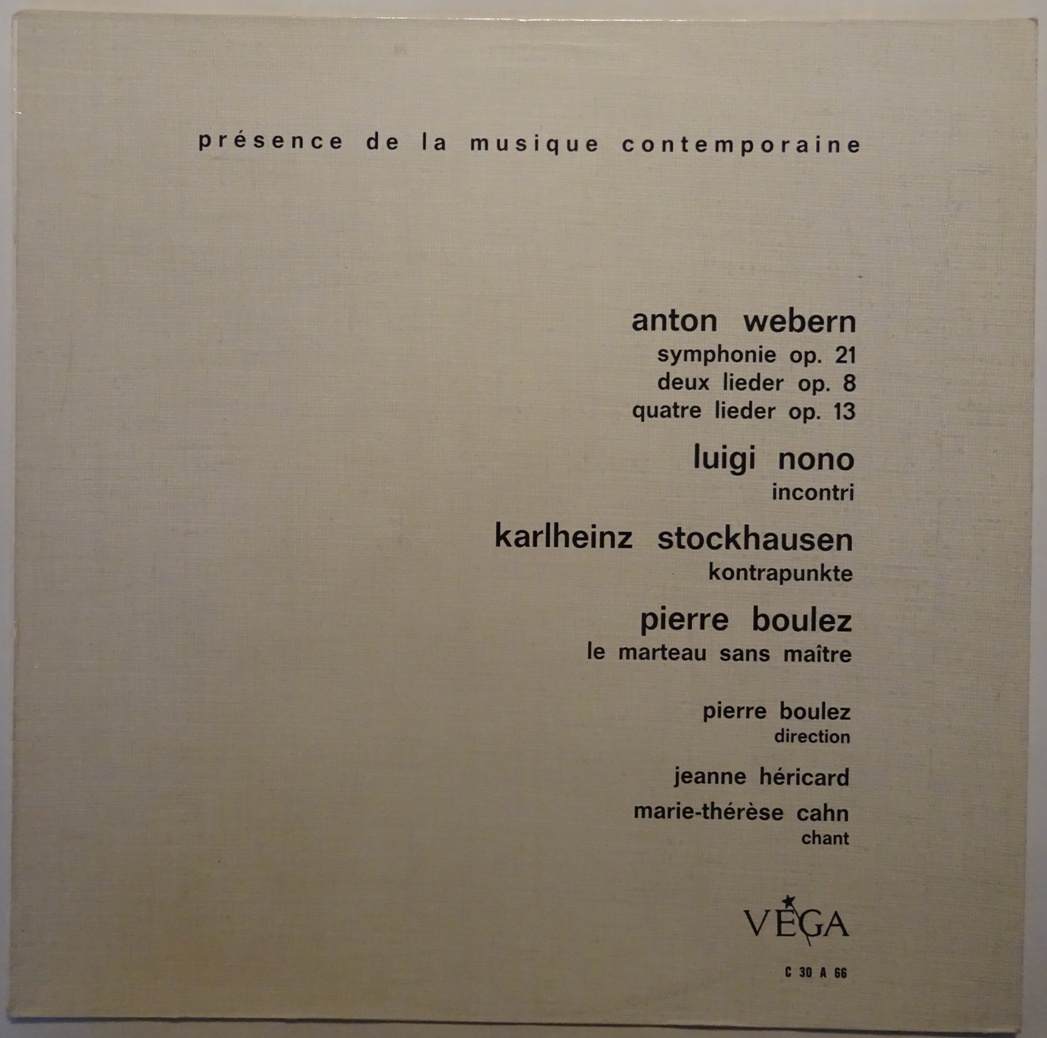 présence de la musique contemporaine
anton webern
symphonie op. 21
deux lieder op. 8
quatre lieder op. 13
luigi nono
incontri
karlheinz stockhausen
kontrapunkte
pierre boulez
le marteau sans maître
pierre boulez
direction
jeanne héricard
marie-thérèse cahn
chant
VÉGA
C 30 A 66